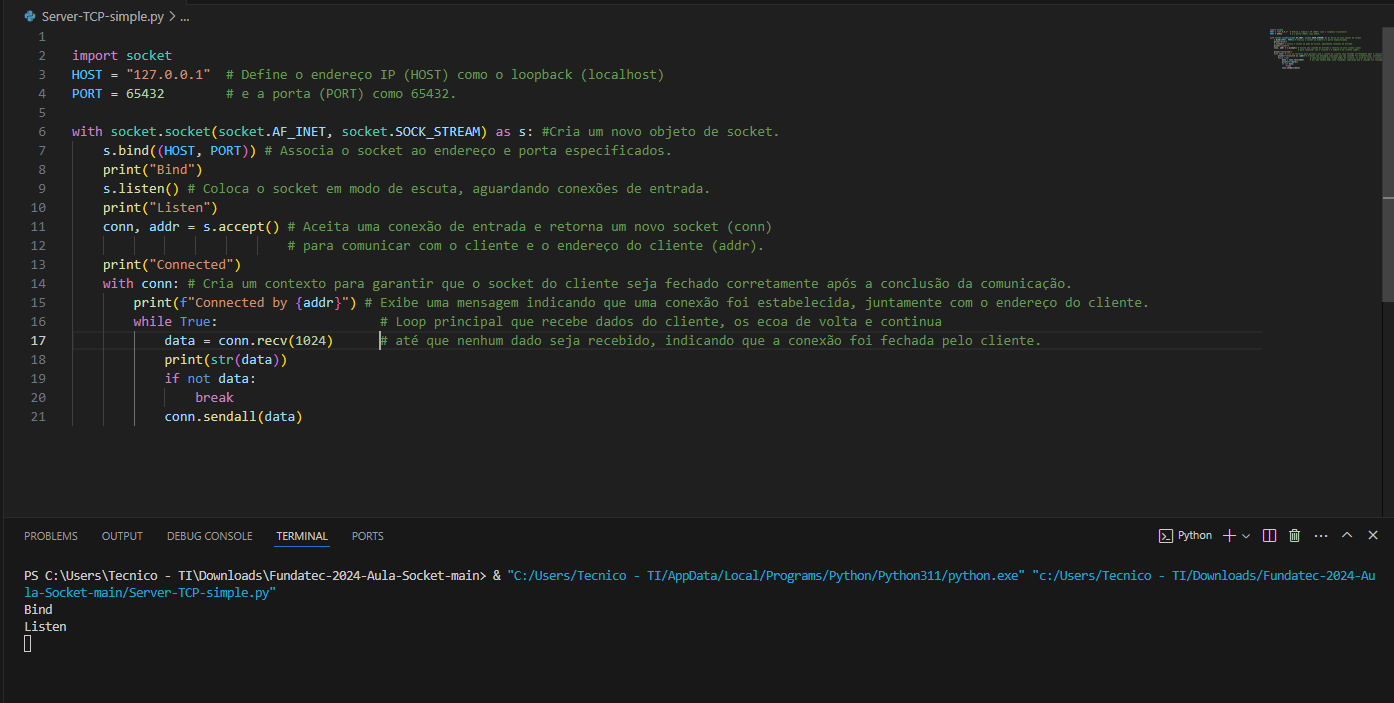 Server-TCP-simple.py > ...
1
2 import socket
3 HOST = "127.0.0.1"  # Define o endereço IP (HOST) como o loopback (localhost)
4 PORT = 65432        # e a porta (PORT) como 65432.
5
6 with socket.socket(socket.AF_INET, socket.SOCK_STREAM) as s: #Cria um novo objeto de socket.
7     s.bind((HOST, PORT)) # Associa o socket ao endereço e porta especificados.
8     print("Bind")
9     s.listen() # Coloca o socket em modo de escuta, aguardando conexões de entrada.
10     print("Listen")
11     conn, addr = s.accept() # Aceita uma conexão de entrada e retorna um novo socket (conn)
12                             # para comunicar com o cliente e o endereço do cliente (addr).
13     print("Connected")
14     with conn: # Cria um contexto para garantir que o socket do cliente seja fechado corretamente após a conclusão da comunicação.
15         print(f"Connected by {addr}") # Exibe uma mensagem indicando que uma conexão foi estabelecida, juntamente com o endereço do cliente.
16         while True:                     # Loop principal que recebe dados do cliente, os ecoa de volta e continua
17             data = conn.recv(1024)      # até que nenhum dado seja recebido, indicando que a conexão foi fechada pelo cliente.
18             print(str(data))
19             if not data:
20                 break
21             conn.sendall(data)
PROBLEMS OUTPUT DEBUG CONSOLE TERMINAL PORTS Python
PS C:\Users\Tecnico - TI\Downloads\Fundatec-2024-Aula-Socket-main> & "C:/Users/Tecnico - TI/AppData/Local/Programs/Python/Python311/python.exe" "c:/Users/Tecnico - TI/Downloads/Fundatec-2024-Au
la-Socket-main/Server-TCP-simple.py"
Bind
Listen